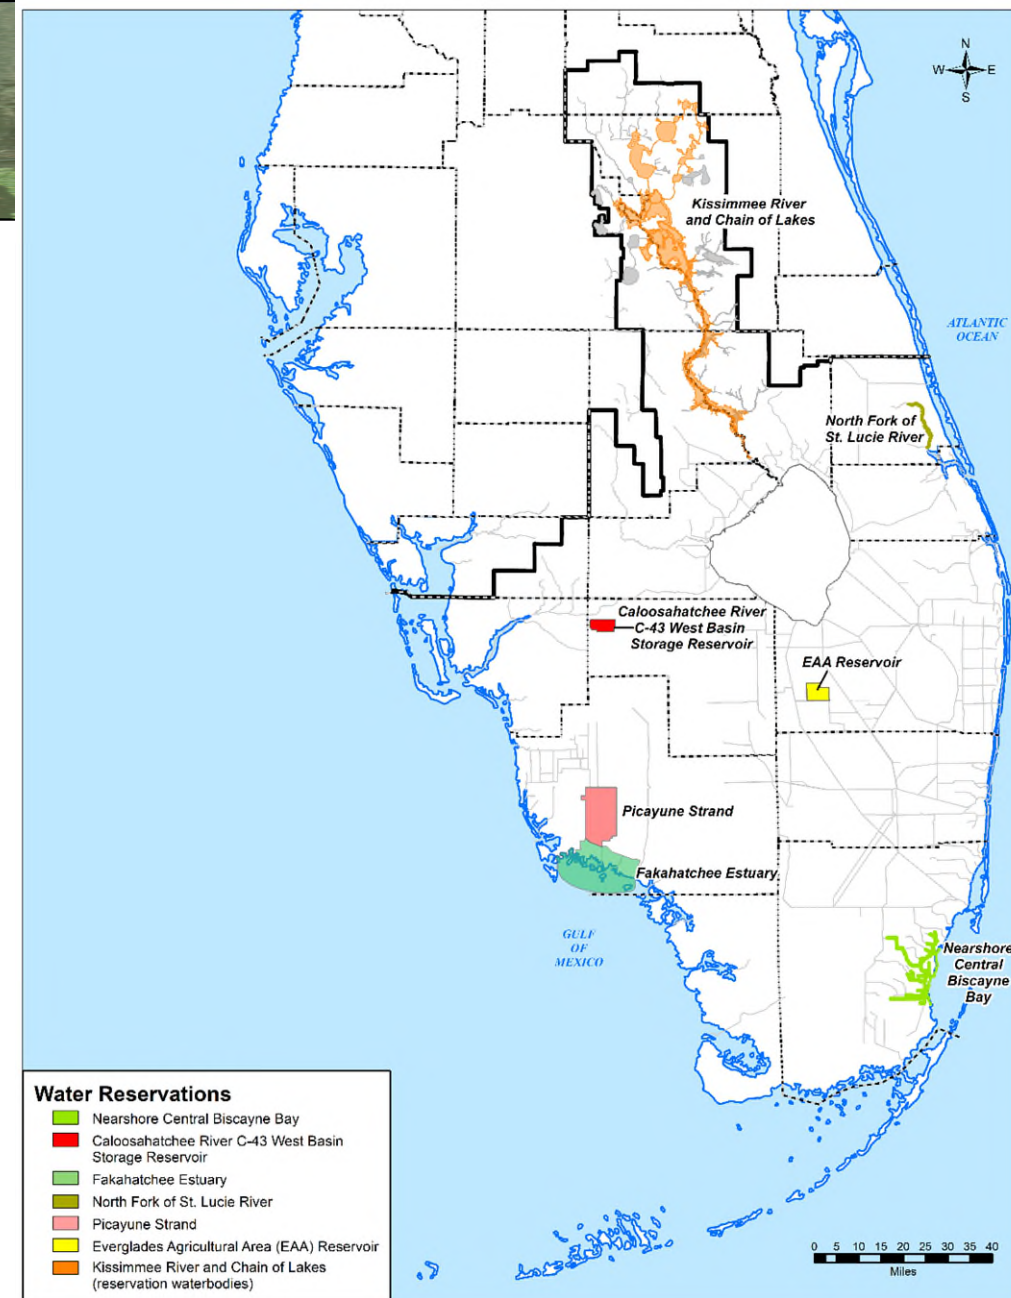 N
W E
S
Kissimmee River
and Chain of Lakes
ATLANTIC
OCEAN
North Fork of
St. Lucie River
Caloosahatchee River
C-43 West Basin
Storage Reservoir
EAA Reservoir
Picayune Strand
Fakahatchee Estuary
GULF
OF
MEXICO
Nearshore
Central
Biscayne
Bay
Water Reservations
Nearshore Central Biscayne Bay
Caloosahatchee River C-43 West Basin
Storage Reservoir
Fakahatchee Estuary
North Fork of St. Lucie River
Picayune Strand
Everglades Agricultural Area (EAA) Reservoir
Kissimmee River and Chain of Lakes
(reservation waterbodies)
0 5 10 15 20 25 30 35 40
Miles